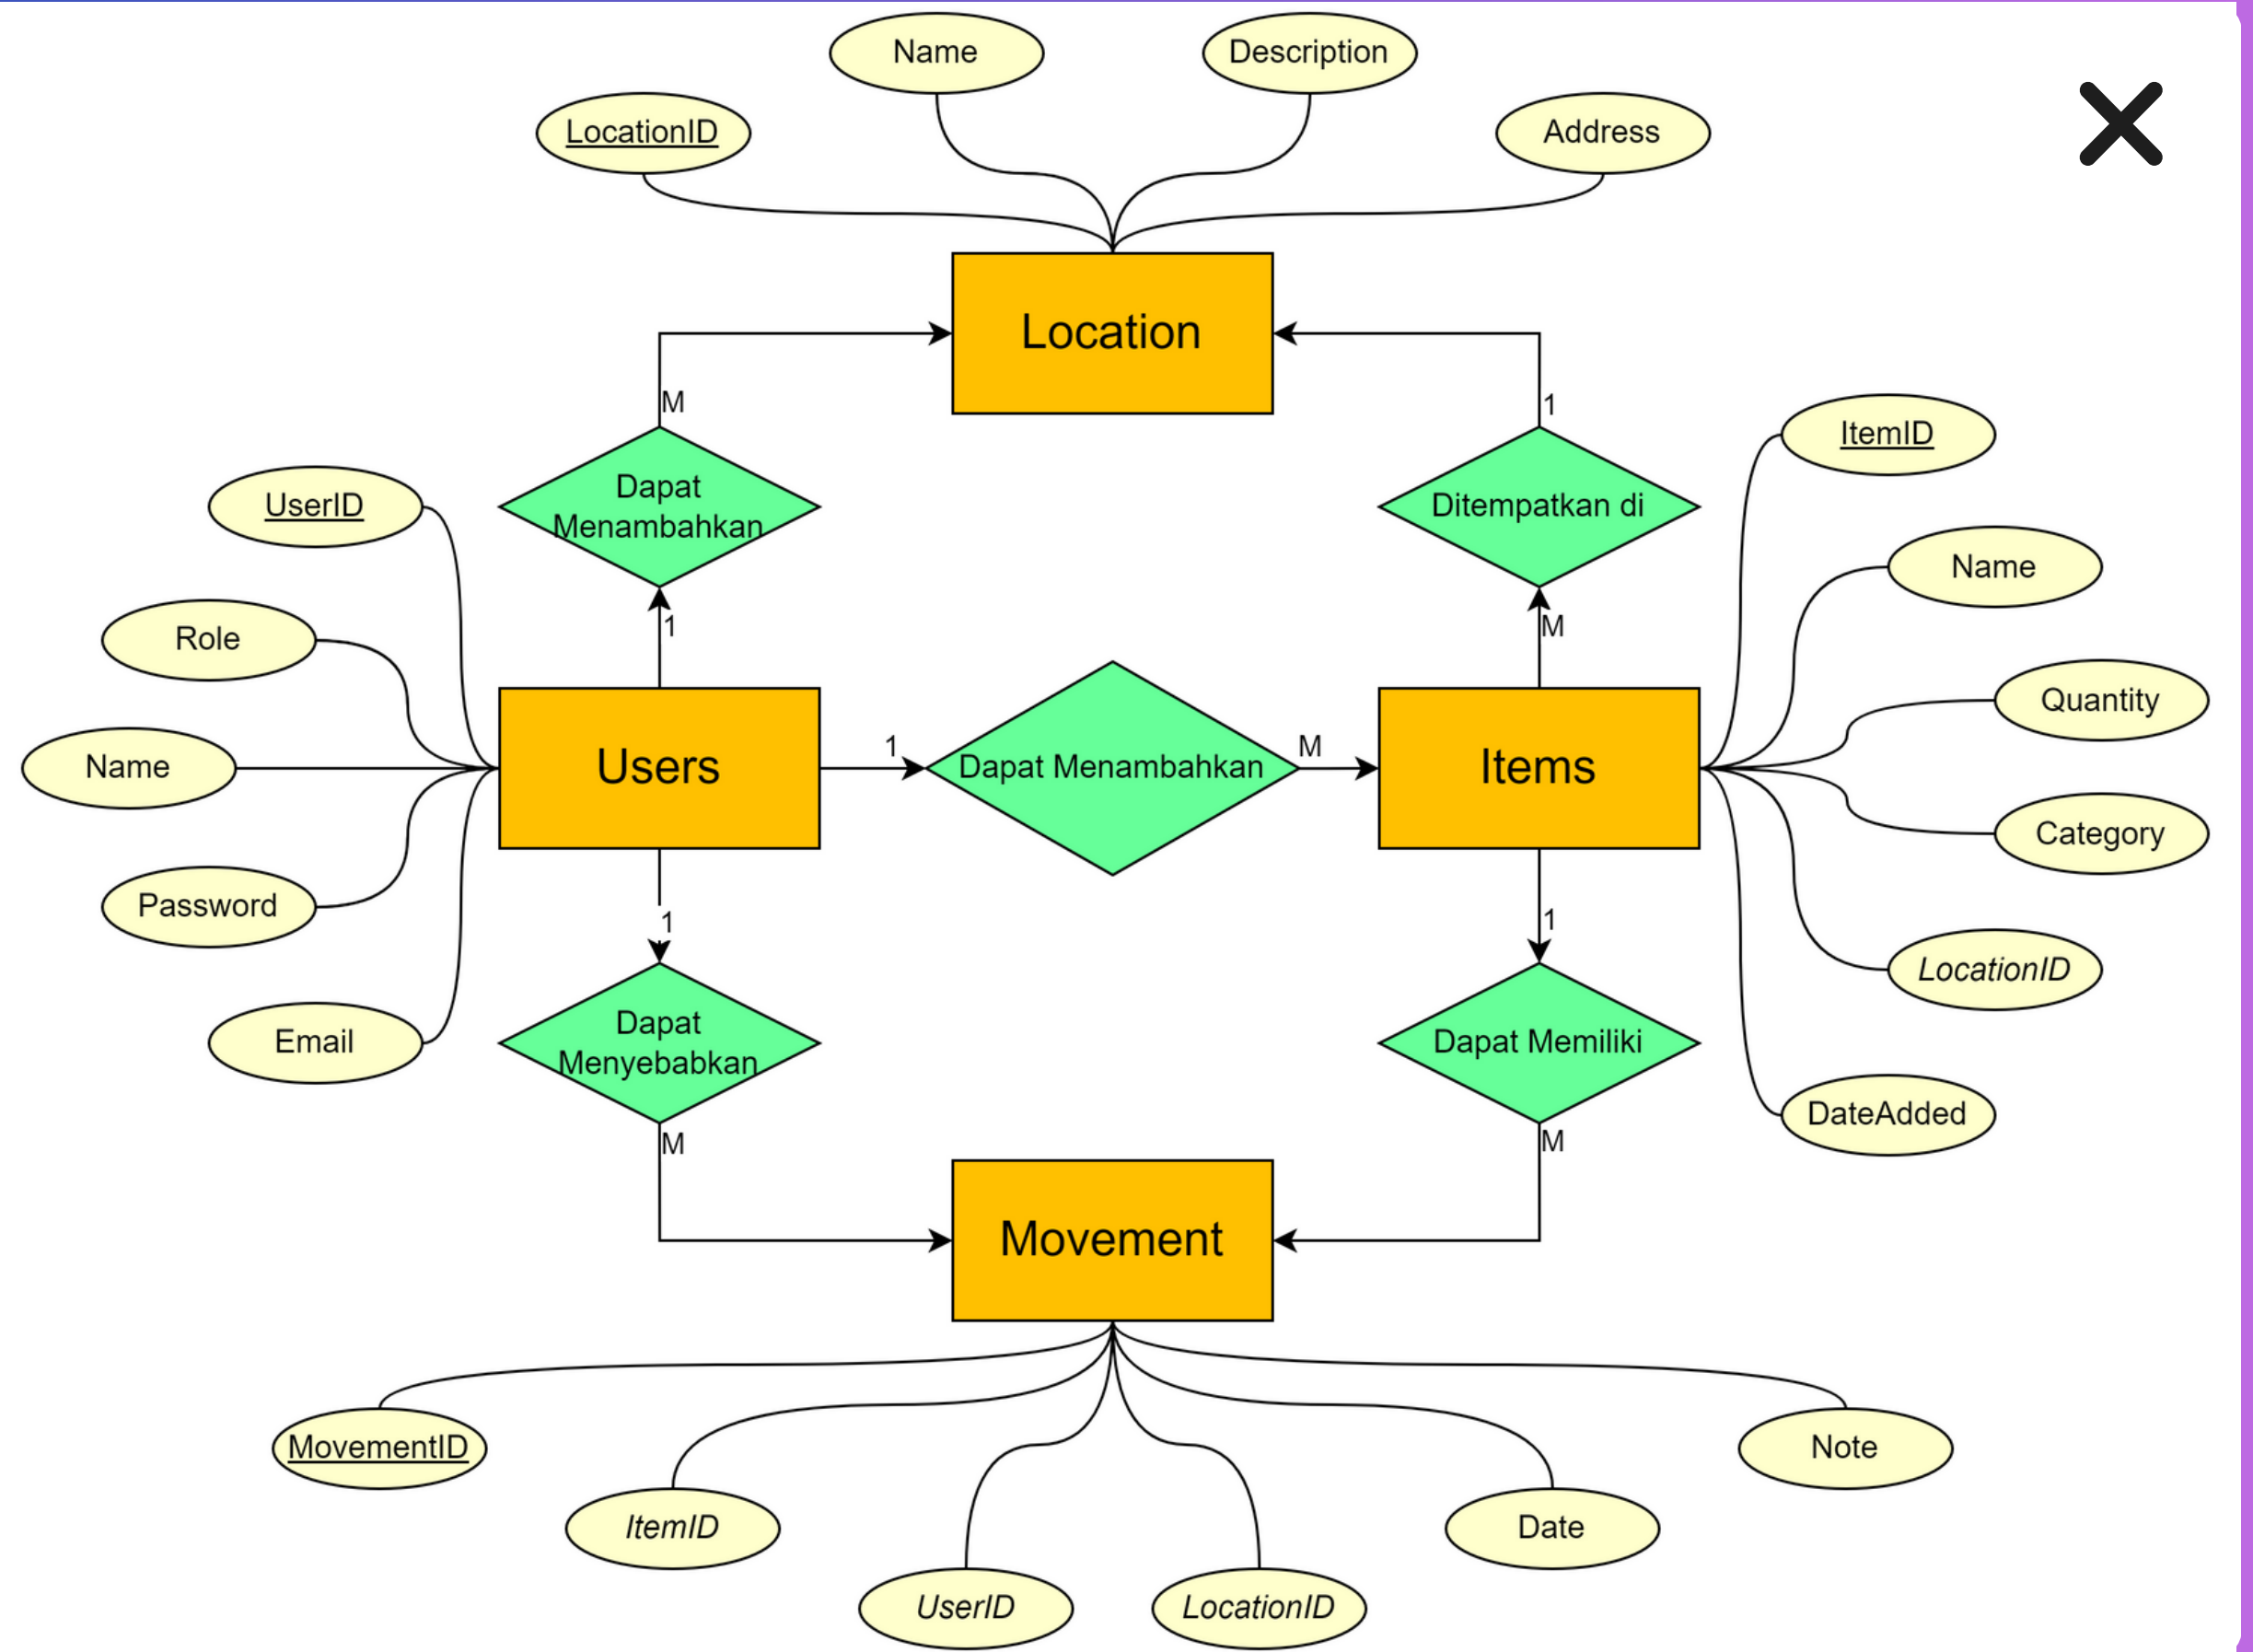 Name
Description
LocationID
Address
Location
M
1
ItemID
Dapat
Menambahkan
Ditempatkan di
UserID
Name
Role
1
M
Quantity
1
M
Name
Users
Dapat Menambahkan
Items
Category
Password
1
1
LocationID
Dapat
Menyebabkan
Dapat Memiliki
Email
DateAdded
M
M
Movement
MovementID
Note
ItemID
Date
UserID
LocationID